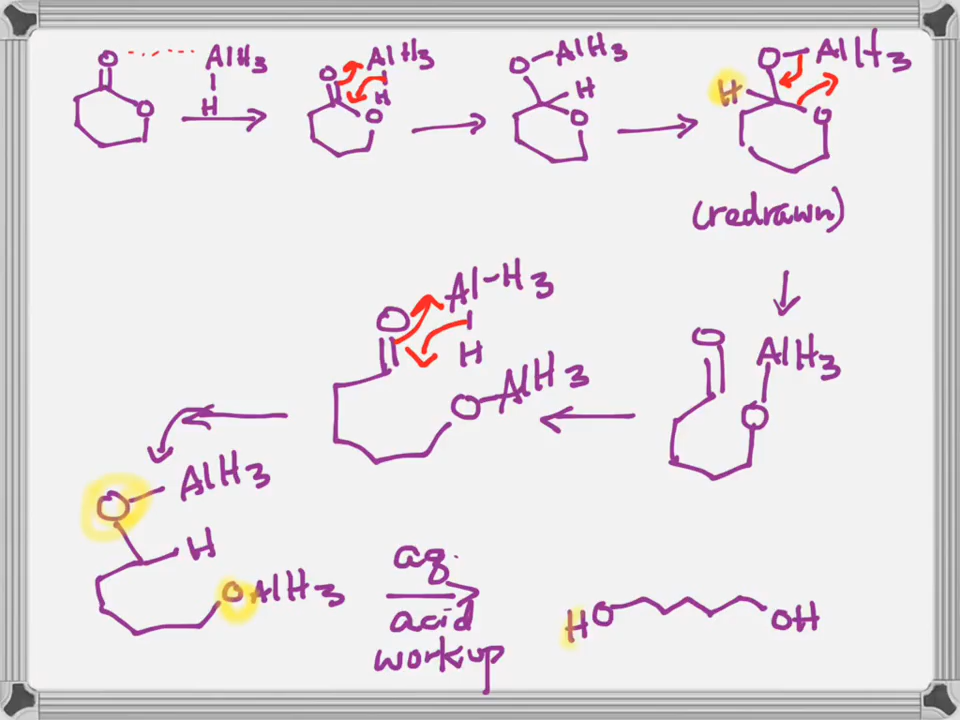 O AlH3 O AlH3 O-AlH3 O-AlH3
H H H H
O O O O
(redrawn)
Al-H3
O O
H AlH3
O-AlH3 O
O-AlH3
H
OAlH3
aq.
acid
workup
HO OH